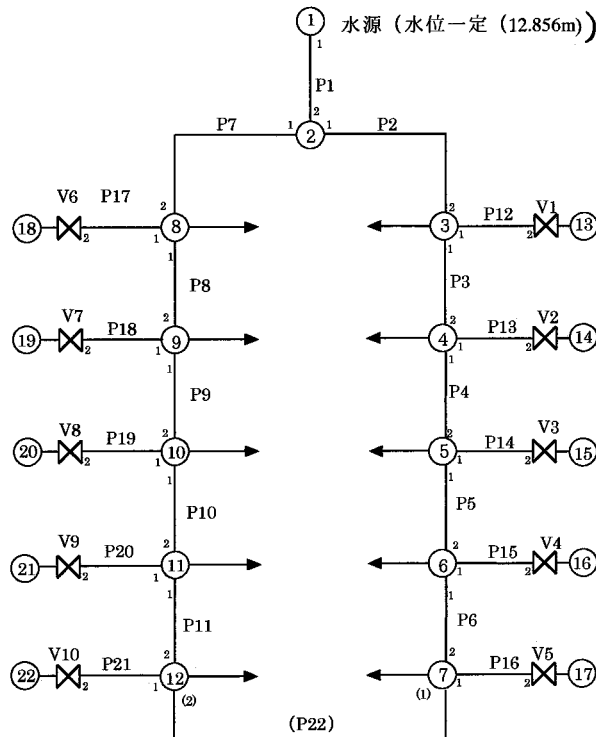 1 水源（水位一定（12.856m)）
1
P1
2
P7 1 2 1 P2
V6 P17 2 2 P12 V1
18 2 1 8 3 1 2 13
1 1
P8 P3
V7 P18 2 2 P13 V2
19 2 1 9 4 1 2 14
1 1
P9 P4
V8 P19 2 2 P14 V3
20 2 1 10 5 1 2 15
1 1
P10 P5
V9 P20 2 2 P15 V4
21 2 1 11 6 1 2 16
1 1
P11 P6
V10 P21 2 2 P16 V5
22 2 1 12 7 1 2 17
(2) (1)
(P22)